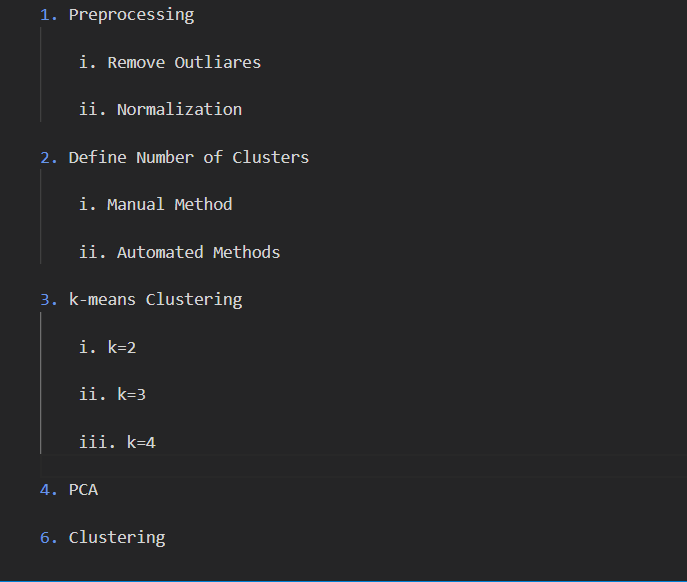 1. Preprocessing
i. Remove Outliares
ii. Normalization
2. Define Number of Clusters
i. Manual Method
ii. Automated Methods
3. k-means Clustering
i. k=2
ii. k=3
iii. k=4
4. PCA
6. Clustering